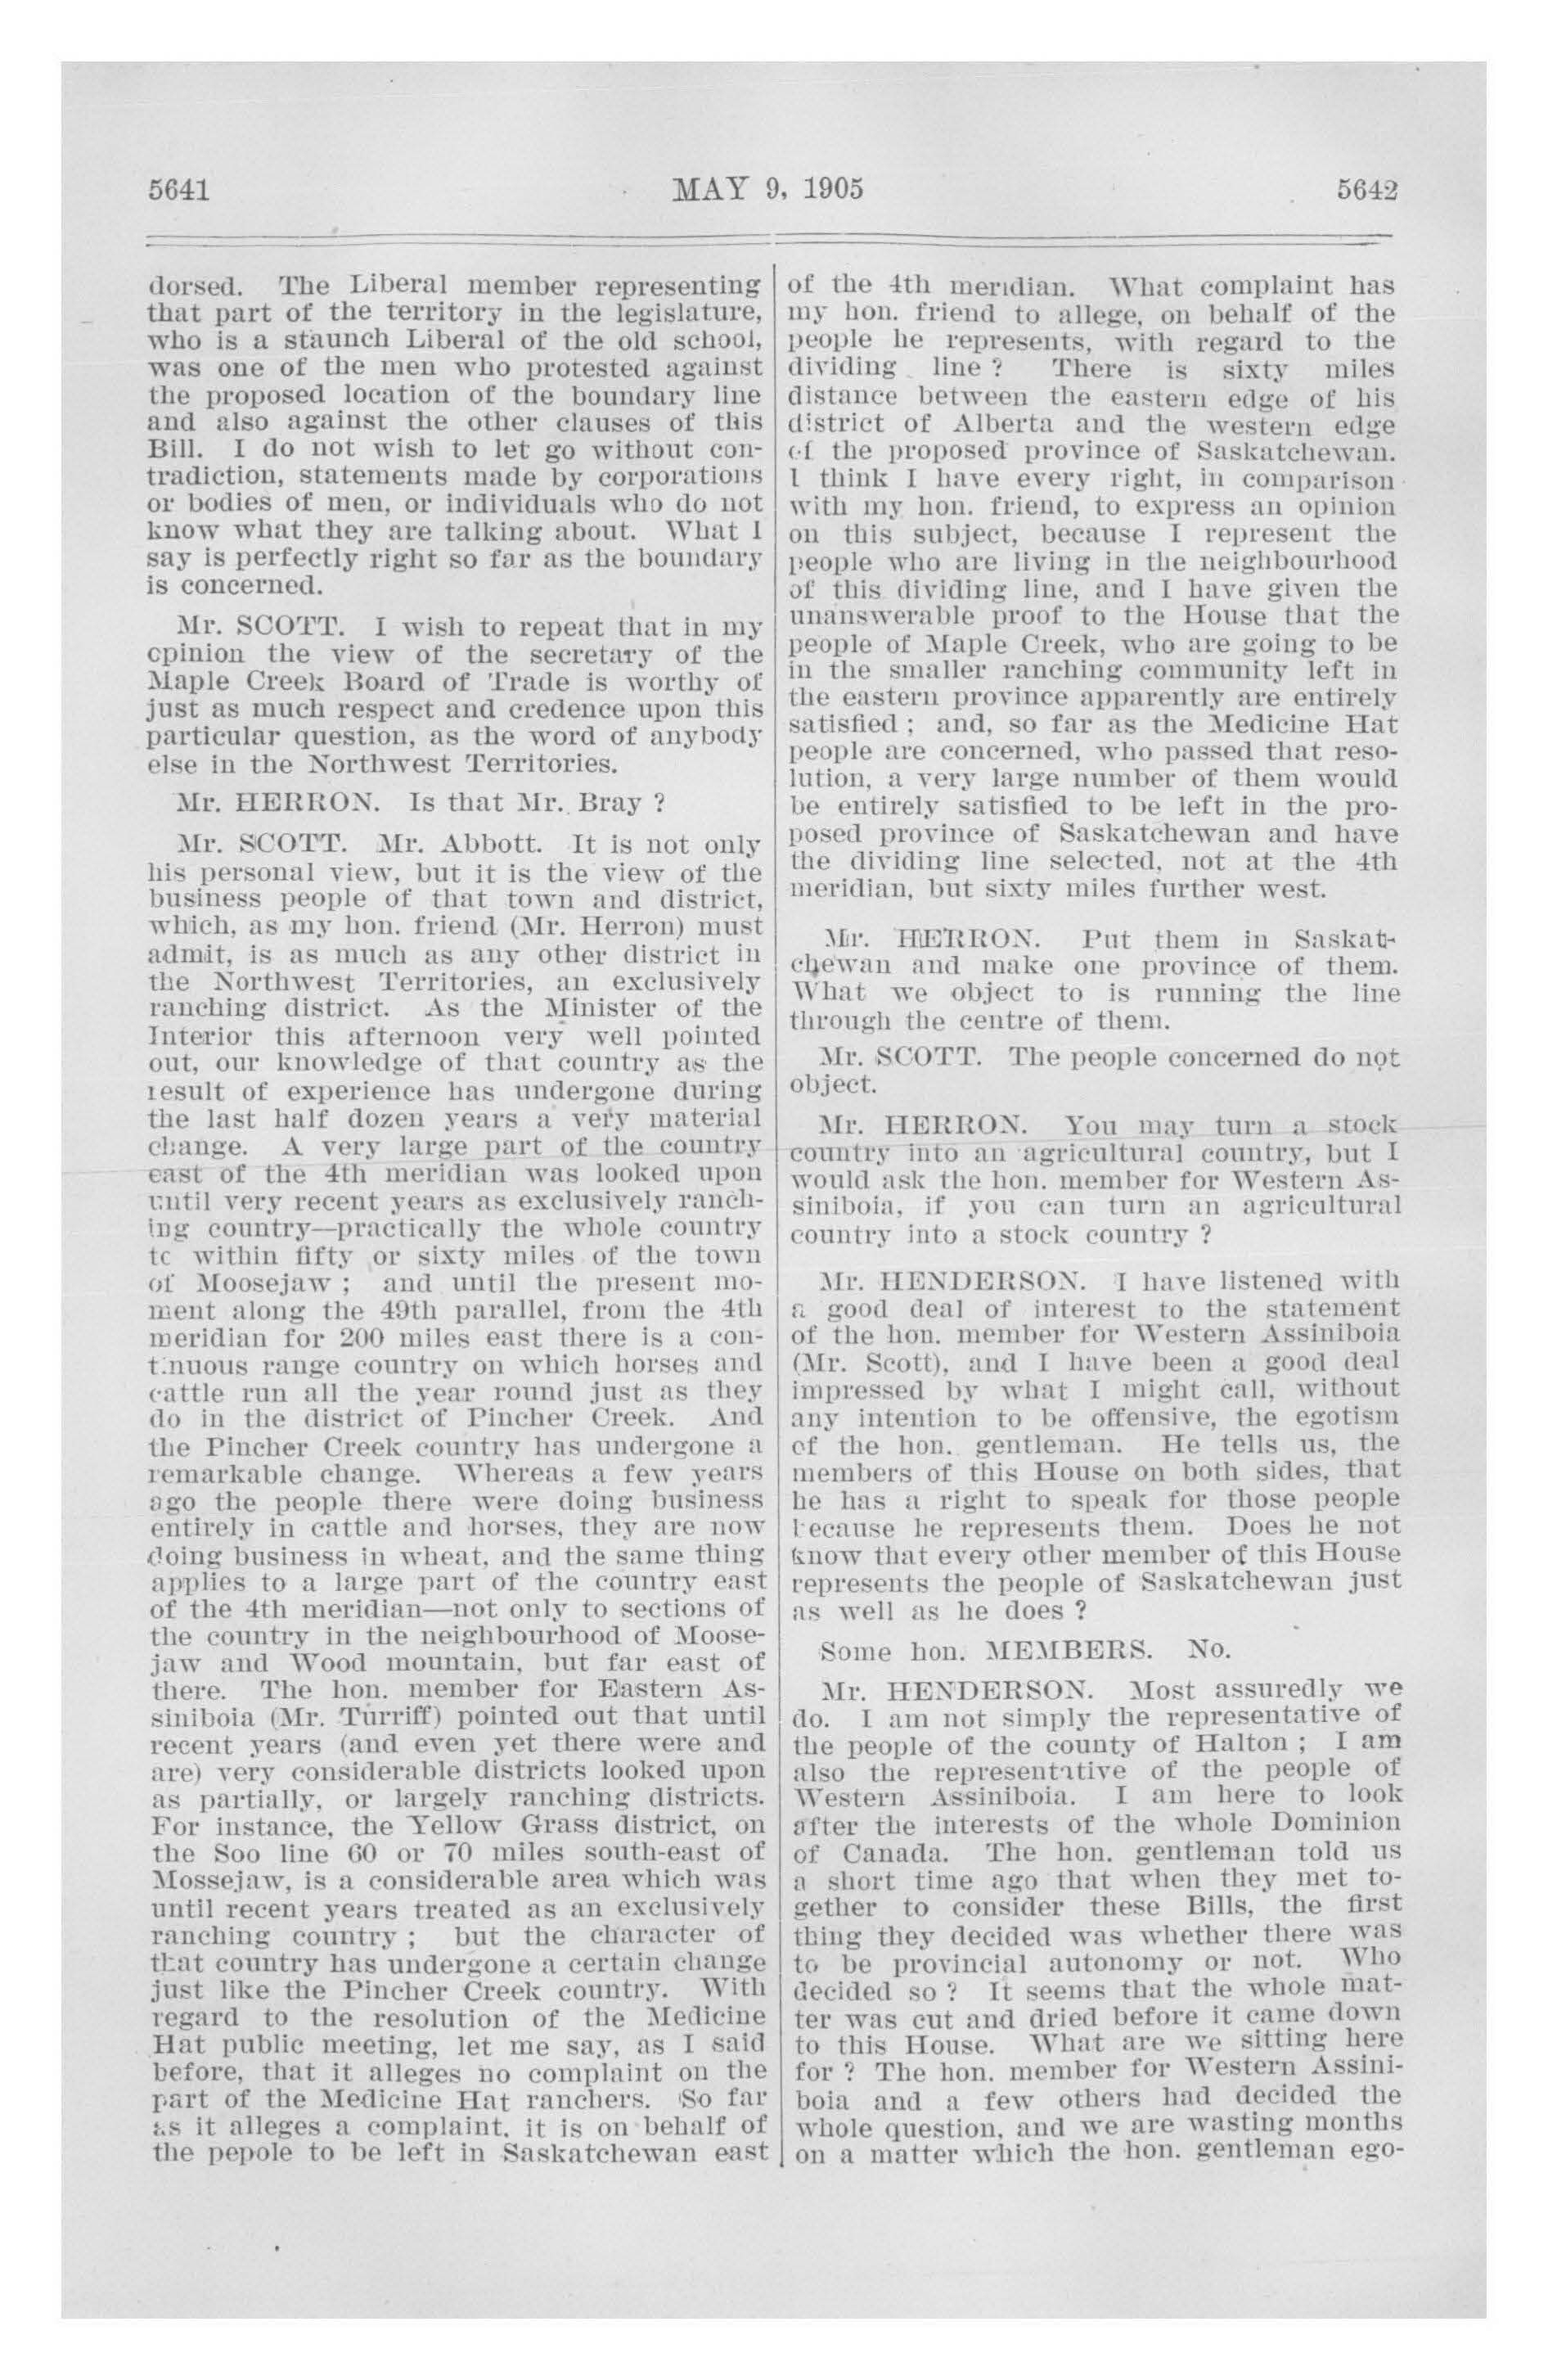 5641
MAY 9, 1905
5642
dorsed. The Liberal member representing
that part of the territory in the legislature,
who is a staunch Liberal of the old school,
was one of the men who protested against
the proposed location of the boundary line
and also against the other clauses of this
Bill. I do not wish to let go without con-
tradiction, statements made by corporations
or bodies of men, or individuals who do not
know what they are talking about. What I
say is perfectly right so far as the boundary
is concerned.
Mr. SCOTT. I wish to repeat that in my
opinion the view of the secretary of the
Maple Creek Board of Trade is worthy of
just as much respect and credence upon this
particular question, as the word of anybody
else in the Northwest Territories.
Mr. HERRON. Is that Mr. Bray ?
Mr. SCOTT. Mr. Abbott. It is not only
his personal view, but it is the view of the
business people of that town and district,
which, as my hon. friend (Mr. Herron) must
admit, is as much as any other district in
the Northwest Territories, an exclusively
ranching district. As the Minister of the
Interior this afternoon very well pointed
out, our knowledge of that country as the
result of experience has undergone during
the last half dozen years a very material
change. A very large part of the country
east of the 4th meridian was looked upon
until very recent years as exclusively ranch-
ing country—practically the whole country
to within fifty or sixty miles of the town
of Moosejaw ; and until the present mo-
ment along the 49th parallel, from the 4th
meridian for 200 miles east there is a con-
tinuous range country on which horses and
cattle run all the year round just as they
do in the district of Pincher Creek. And
the Pincher Creek country has undergone a
remarkable change. Whereas a few years
ago the people there were doing business
entirely in cattle and horses, they are now
doing business in wheat, and the same thing
applies to a large part of the country east
of the 4th meridian—not only to sections of
the country in the neighbourhood of Moose-
jaw and Wood mountain, but far east of
there. The hon. member for Eastern As-
siniboia (Mr. Turriff) pointed out that until
recent years (and even yet there were and
are) very considerable districts looked upon
as partially, or largely ranching districts.
For instance, the Yellow Grass district, on
the Soo line 60 or 70 miles south-east of
Mossejaw, is a considerable area which was
until recent years treated as an exclusively
ranching country ; but the character of
that country has undergone a certain change
just like the Pincher Creek country. With
regard to the resolution of the Medicine
Hat public meeting, let me say, as I said
before, that it alleges no complaint on the
part of the Medicine Hat ranchers. So far
as it alleges a complaint, it is on behalf of
the pepole to be left in Saskatchewan east
of the 4th meridian. What complaint has
my hon. friend to allege, on behalf of the
people he represents, with regard to the
dividing line ? There is sixty miles
distance between the eastern edge of his
district of Alberta and the western edge
of the proposed province of Saskatchewan.
I think I have every right, in comparison
with my hon. friend, to express an opinion
on this subject, because I represent the
people who are living in the neighbourhood
of this dividing line, and I have given the
unanswerable proof to the House that the
people of Maple Creek, who are going to be
in the smaller ranching community left in
the eastern province apparently are entirely
satisfied ; and, so far as the Medicine Hat
people are concerned, who passed that reso-
lution, a very large number of them would
be entirely satisfied to be left in the pro-
posed province of Saskatchewan and have
the dividing line selected, not at the 4th
meridian, but sixty miles further west.
Mr. HERRON. Put them in Saskat-
chewan and make one province of them.
What we object to is running the line
through the centre of them.
Mr. SCOTT. The people concerned do not
object.
Mr. HERRON. You may turn a stock
country into an agricultural country, but I
would ask the hon. member for Western As-
siniboia, if you can turn an agricultural
country into a stock country ?
Mr. HENDERSON. I have listened with
a good deal of interest to the statement
of the hon. member for Western Assiniboia
(Mr. Scott), and I have been a good deal
impressed by what I might call, without
any intention to be offensive, the egotism
of the hon. gentleman. He tells us, the
members of this House on both sides, that
he has a right to speak for those people
because he represents them. Does he not
know that every other member of this House
represents the people of Saskatchewan just
as well as he does ?
Some hon. MEMBERS. No.
Mr. HENDERSON. Most assuredly we
do. I am not simply the representative of
the people of the county of Halton ; I am
also the representative of the people of
Western Assiniboia. I am here to look
after the interests of the whole Dominion
of Canada. The hon. gentleman told us
a short time ago that when they met to-
gether to consider these Bills, the first
thing they decided was whether there was
to be provincial autonomy or not. Who
decided so ? It seems that the whole mat-
ter was cut and dried before it came down
to this House. What are we sitting here
for ? The hon. member for Western Assini-
boia and a few others had decided the
whole question, and we are wasting months
on a matter which the hon. gentleman ego-